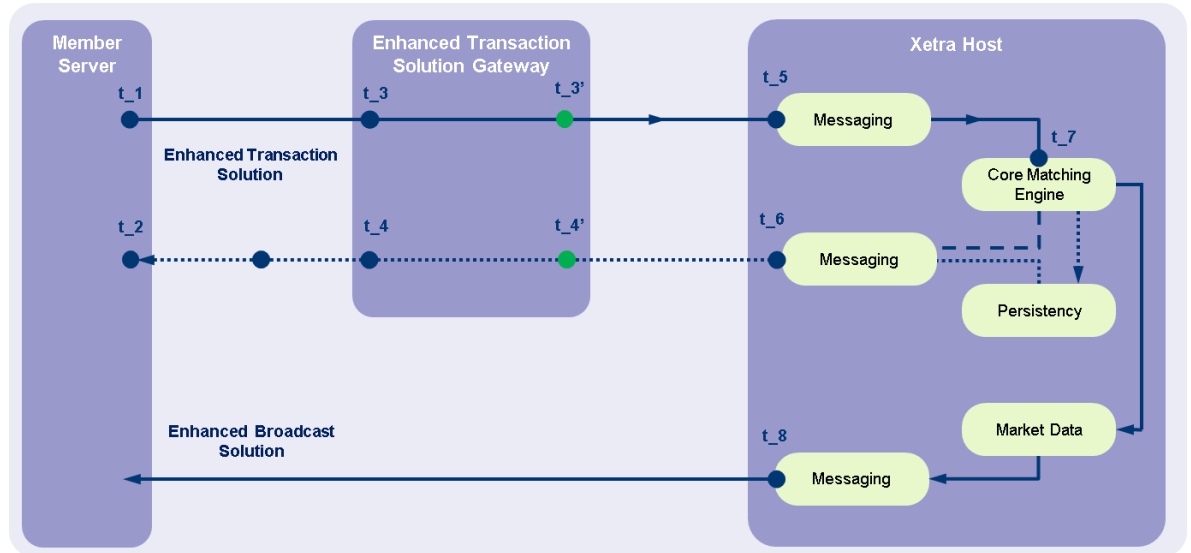 Member
Server
Enhanced Transaction
Solution Gateway
Xetra Host
t_1
t_3
t_3’
t_5
Messaging
t_7
Enhanced Transaction
Solution
Core Matching
Engine
t_2
t_4
t_4’
t_6
Messaging
Persistency
Enhanced Broadcast
Solution
t_8
Market Data
Messaging